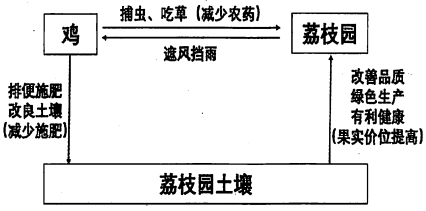 捕虫、吃草（减少农药）
鸡
荔枝园
遮风挡雨
排便施肥
改良土壤
（减少施肥）
改善品质
绿色生产
有利健康
（果实价位提高）
荔枝园土壤